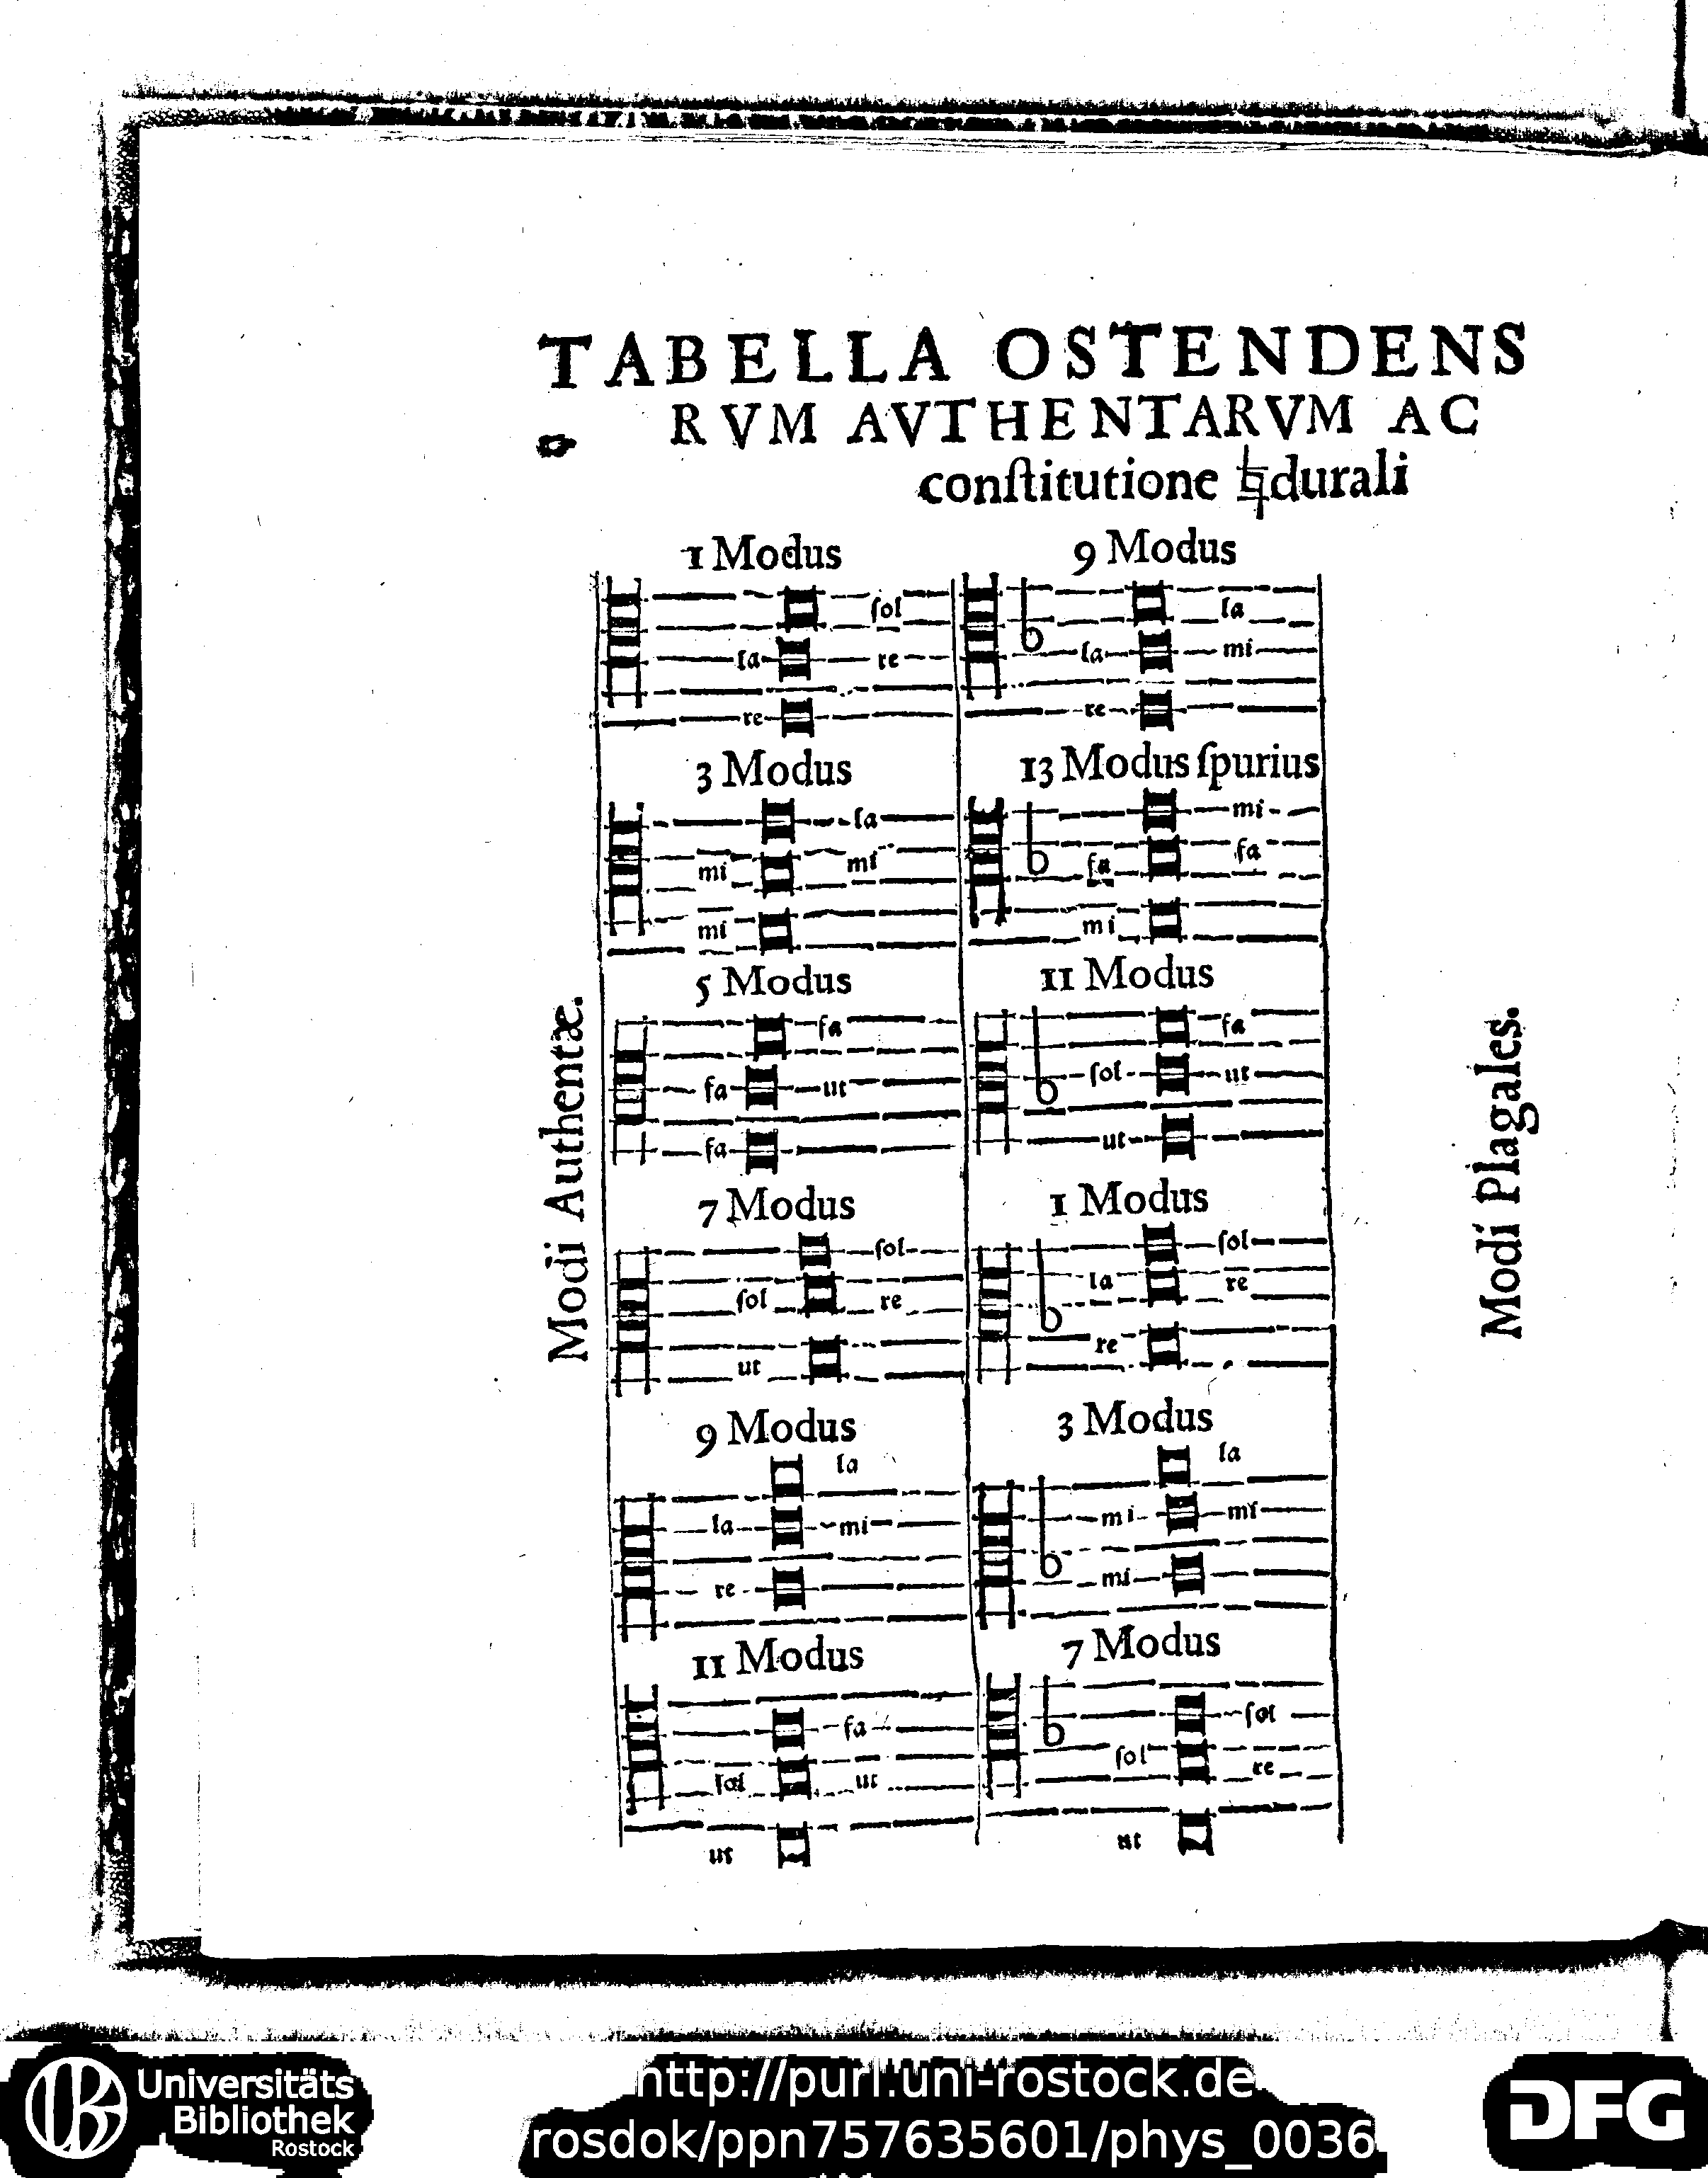 TABELLA OSTENDENS
RVM AVTHENTARVM AC
conſtitutione ♮durali
1 Modus 9 Modus
ſol la
la re la mi
re re
3 Modus 13 Modus ſpurius
la mi
mi mi fa fa
mi mi
5 Modus 11 Modus
fa fa
fa ut ſol ut
fa ut
7 Modus 1 Modus
ſol ſol
ſol re la re
ut re
9 Modus 3 Modus
la la
la mi mi mi
re mi
11 Modus 7 Modus
fa ſol
ſol ut ſol re
ut ut
Modi Authentæ.
Modi Plagales.
Universitäts
Bibliothek
Rostock
http://purl.uni-rostock.de
rosdok/ppn757635601/phys_0036
DFG